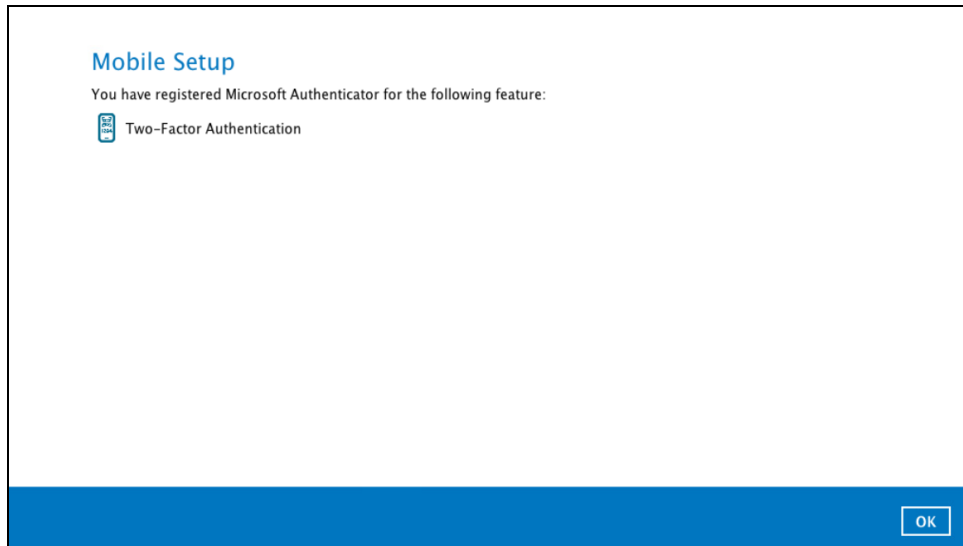 Mobile Setup
You have registered Microsoft Authenticator for the following feature:
Two-Factor Authentication
OK